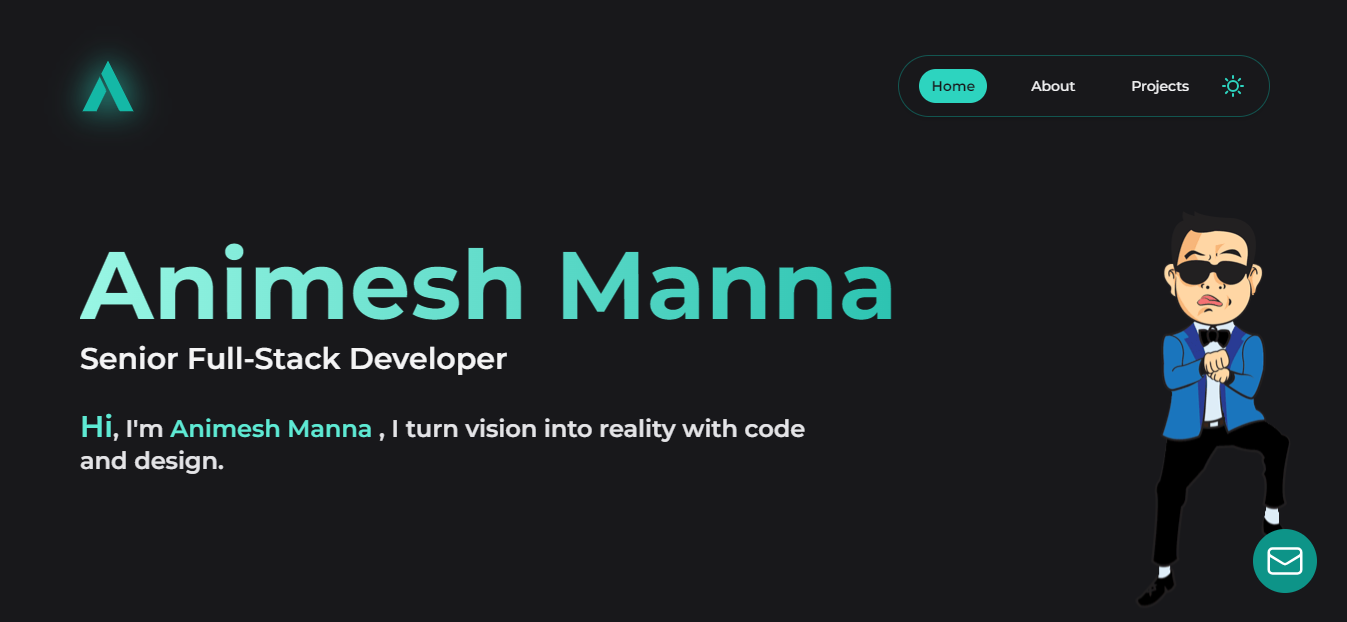 Home About Projects
Animesh Manna
Senior Full-Stack Developer
Hi, I'm Animesh Manna , I turn vision into reality with code
and design.